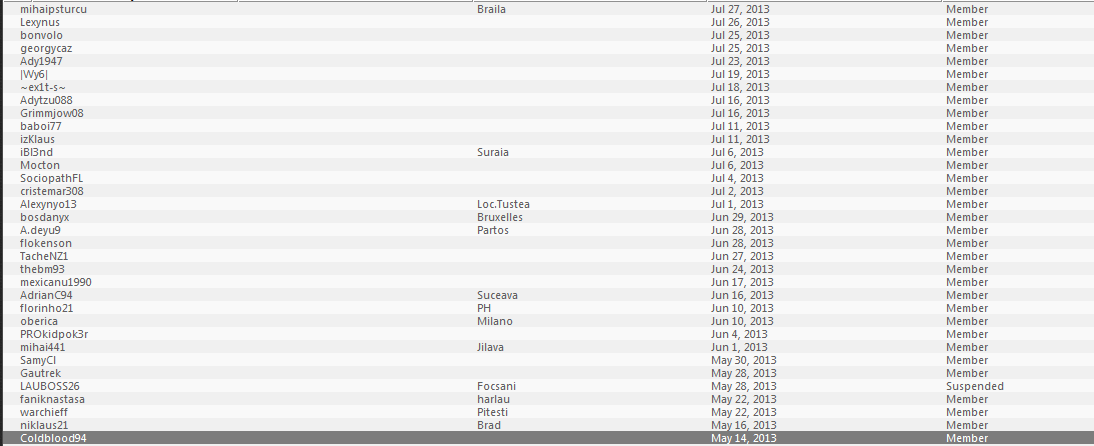 mihaipsturcu Braila Jul 27, 2013 Member
Lexynus Jul 26, 2013 Member
bonvolo Jul 25, 2013 Member
georgycaz Jul 25, 2013 Member
Ady1947 Jul 23, 2013 Member
|Wy6| Jul 19, 2013 Member
~ex1t-s~ Jul 18, 2013 Member
Adytzu088 Jul 16, 2013 Member
Grimmjow08 Jul 16, 2013 Member
baboi77 Jul 11, 2013 Member
izKlaus Jul 11, 2013 Member
iBl3nd Suraia Jul 6, 2013 Member
Mocton Jul 6, 2013 Member
SociopathFL Jul 4, 2013 Member
cristemar308 Jul 2, 2013 Member
Alexynyo13 Loc.Tustea Jul 1, 2013 Member
bosdanyx Bruxelles Jun 29, 2013 Member
A.deyu9 Partos Jun 28, 2013 Member
flokenson Jun 28, 2013 Member
TacheNZ1 Jun 27, 2013 Member
thebm93 Jun 24, 2013 Member
mexicanu1990 Jun 17, 2013 Member
AdrianC94 Suceava Jun 16, 2013 Member
florinho21 PH Jun 10, 2013 Member
oberica Milano Jun 10, 2013 Member
PROkidpok3r Jun 4, 2013 Member
mihai441 Jilava Jun 1, 2013 Member
SamyCl May 30, 2013 Member
Gautrek May 28, 2013 Member
LAUBOSS26 Focsani May 28, 2013 Suspended
faniknastasa harlau May 22, 2013 Member
warchieff Pitesti May 22, 2013 Member
niklaus21 Brad May 16, 2013 Member
Coldblood94 May 14, 2013 Member